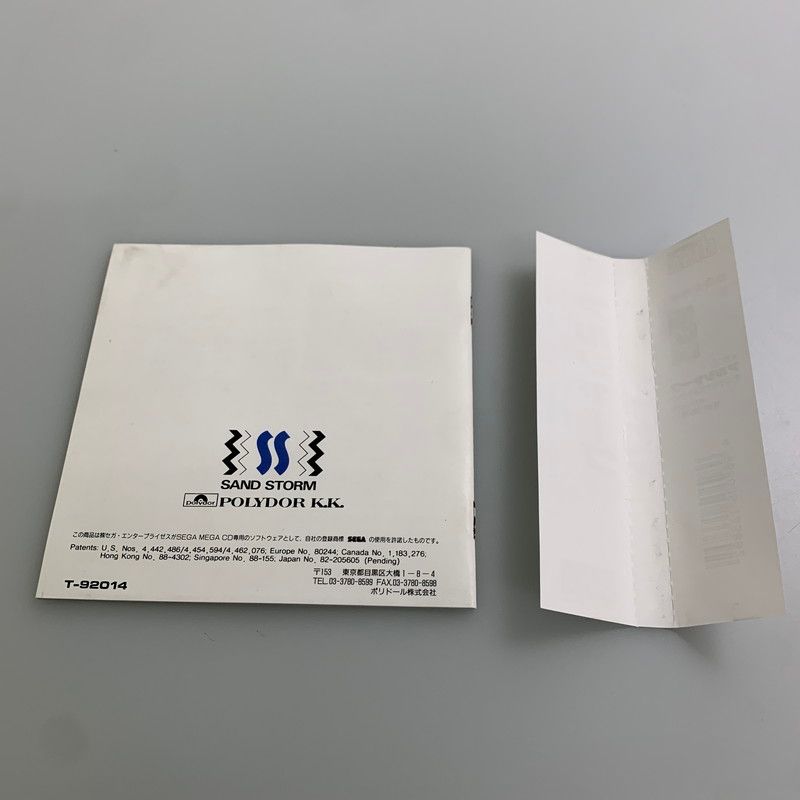 SAND STORM
polydor POLYDOR K.K.
この商品は㈱セガ・エンタープライゼスがSEGA MEGA CD専用のソフトウェアとして、自社の登録商標 SEGA の使用を許諾したものです。
Patents: U.S. Nos. 4,442,486/4,454,594/4,462,076; Europe No. 80244; Canada No. 1,183,276;
Hong Kong No. 88-4302; Singapore No. 88-155; Japan No. 82-205605 (Pending)
〒153 東京都目黒区大橋1-8-4
TEL.03-3780-8599 FAX.03-3780-8598
T-92014
ポリドール株式会社